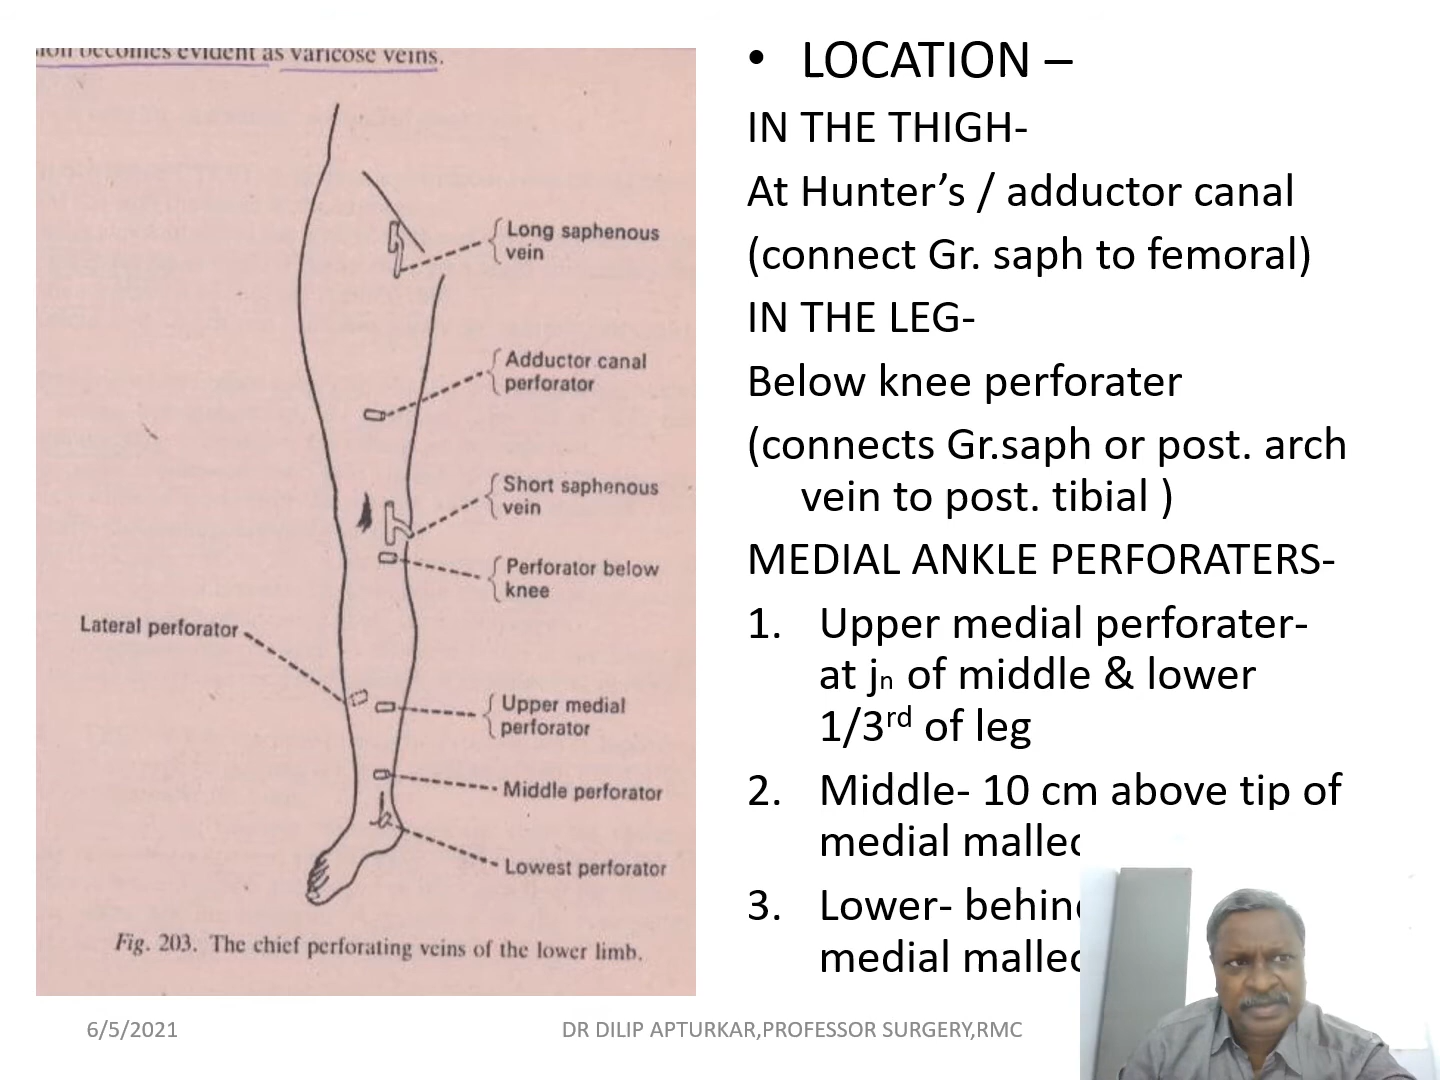 becomes evident as varicose veins.
Long saphenous
vein
Adductor canal
perforator
Short saphenous
vein
Perforator below
knee
Lateral perforator
Upper medial
perforator
Middle perforator
Lowest perforator
Fig. 203. The chief perforating veins of the lower limb.
• LOCATION –
IN THE THIGH-
At Hunter’s / adductor canal
(connect Gr. saph to femoral)
IN THE LEG-
Below knee perforater
(connects Gr.saph or post. arch
vein to post. tibial )
MEDIAL ANKLE PERFORATERS-
1. Upper medial perforater-
at jn of middle & lower
1/3rd of leg
2. Middle- 10 cm above tip of
medial
3. Lower-
medial
6/5/2021
DR DILIP APTURKAR,PROFESSOR SURGERY,RMC